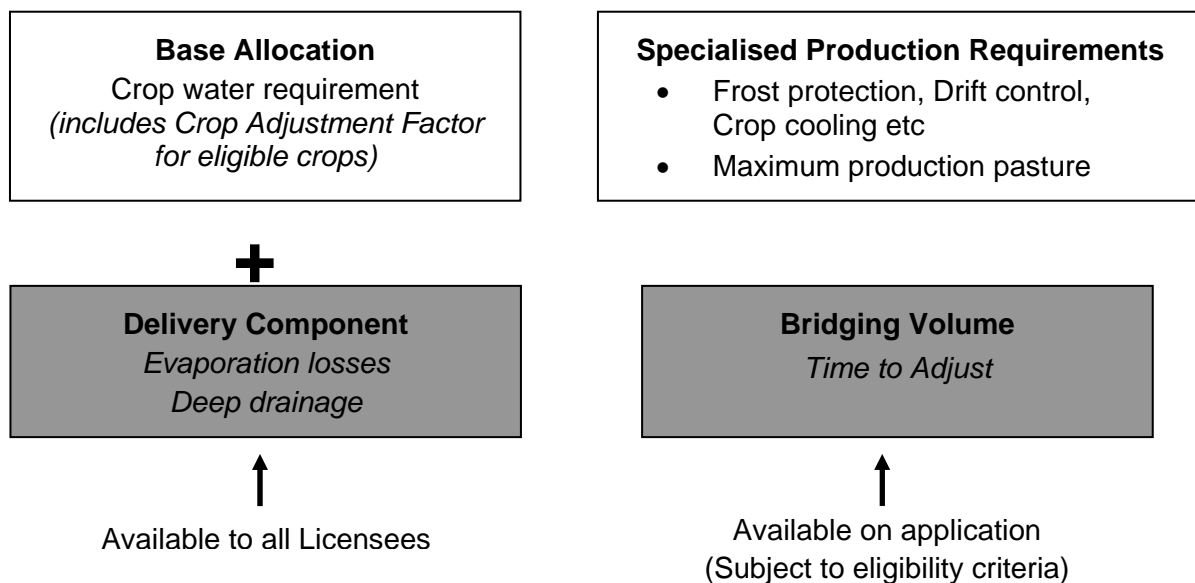 Base Allocation
Crop water requirement
(includes Crop Adjustment Factor
for eligible crops)
Specialised Production Requirements
• Frost protection, Drift control,
Crop cooling etc
• Maximum production pasture
+
Delivery Component
Evaporation losses
Deep drainage
Bridging Volume
Time to Adjust
Available to all Licensees
Available on application
(Subject to eligibility criteria)